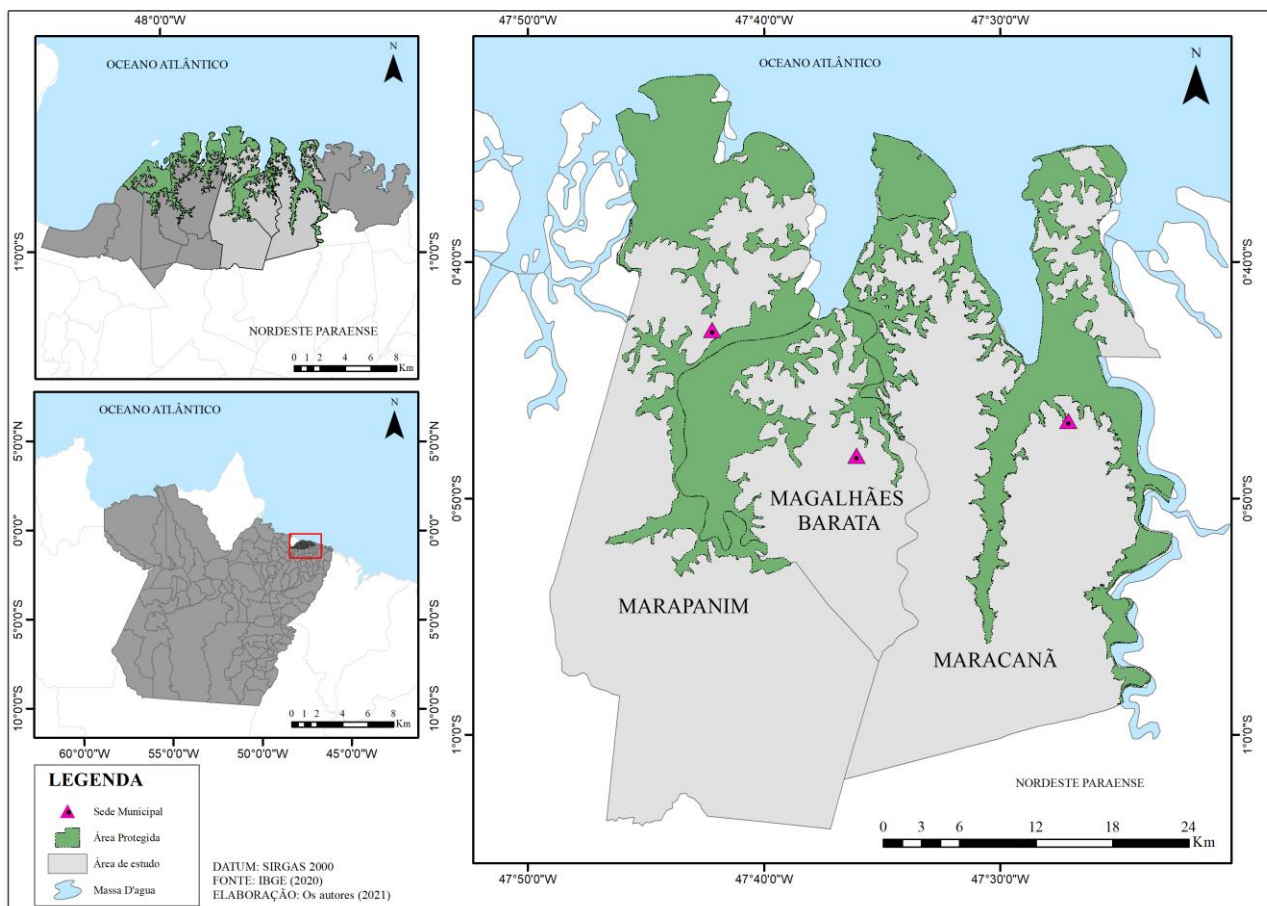 48°0'0"W
OCEANO ATLÂNTICO
N
1°0'0"S
1°0'0"S
NORDESTE PARAENSE
0 1 2 4 6 8
Km
OCEANO ATLÂNTICO
N
5°0'0"N
0°0'0"
5°0'0"S
10°0'0"S
5°0'0"N
0°0'0"
5°0'0"S
10°0'0"S
0 1 2 4 6 8
Km
60°0'0"W 55°0'0"W 50°0'0"W 45°0'0"W
LEGENDA
Sede Municipal
Área Protegida
Área de estudo
Massa D'agua
DATUM: SIRGAS 2000
FONTE: IBGE (2020)
ELABORAÇÃO: Os autores (2021)
47°50'0"W 47°40'0"W 47°30'0"W
OCEANO ATLÂNTICO
N
0°40'0"S
0°50'0"S
1°0'0"S
0°40'0"S
0°50'0"S
1°0'0"S
MAGALHÃES
BARATA
MARAPANIM
MARACANÃ
NORDESTE PARAENSE
0 3 6 12 18 24
Km
47°50'0"W 47°40'0"W 47°30'0"W